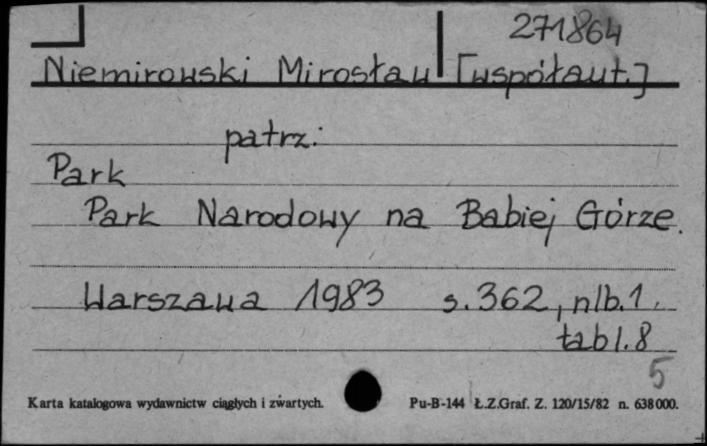 271864
Niemirowski Mirosław [współaut.]
patrz:
Park
Park Narodowy na Babiej Górze.
Warszawa 1983 s. 362, nlb. 1,
tabl. 8
5
Karta katalogowa wydawnictw ciągłych i zwartych. Pu-B-144 Ł.Z.Graf. Z. 120/15/82 n. 638000.